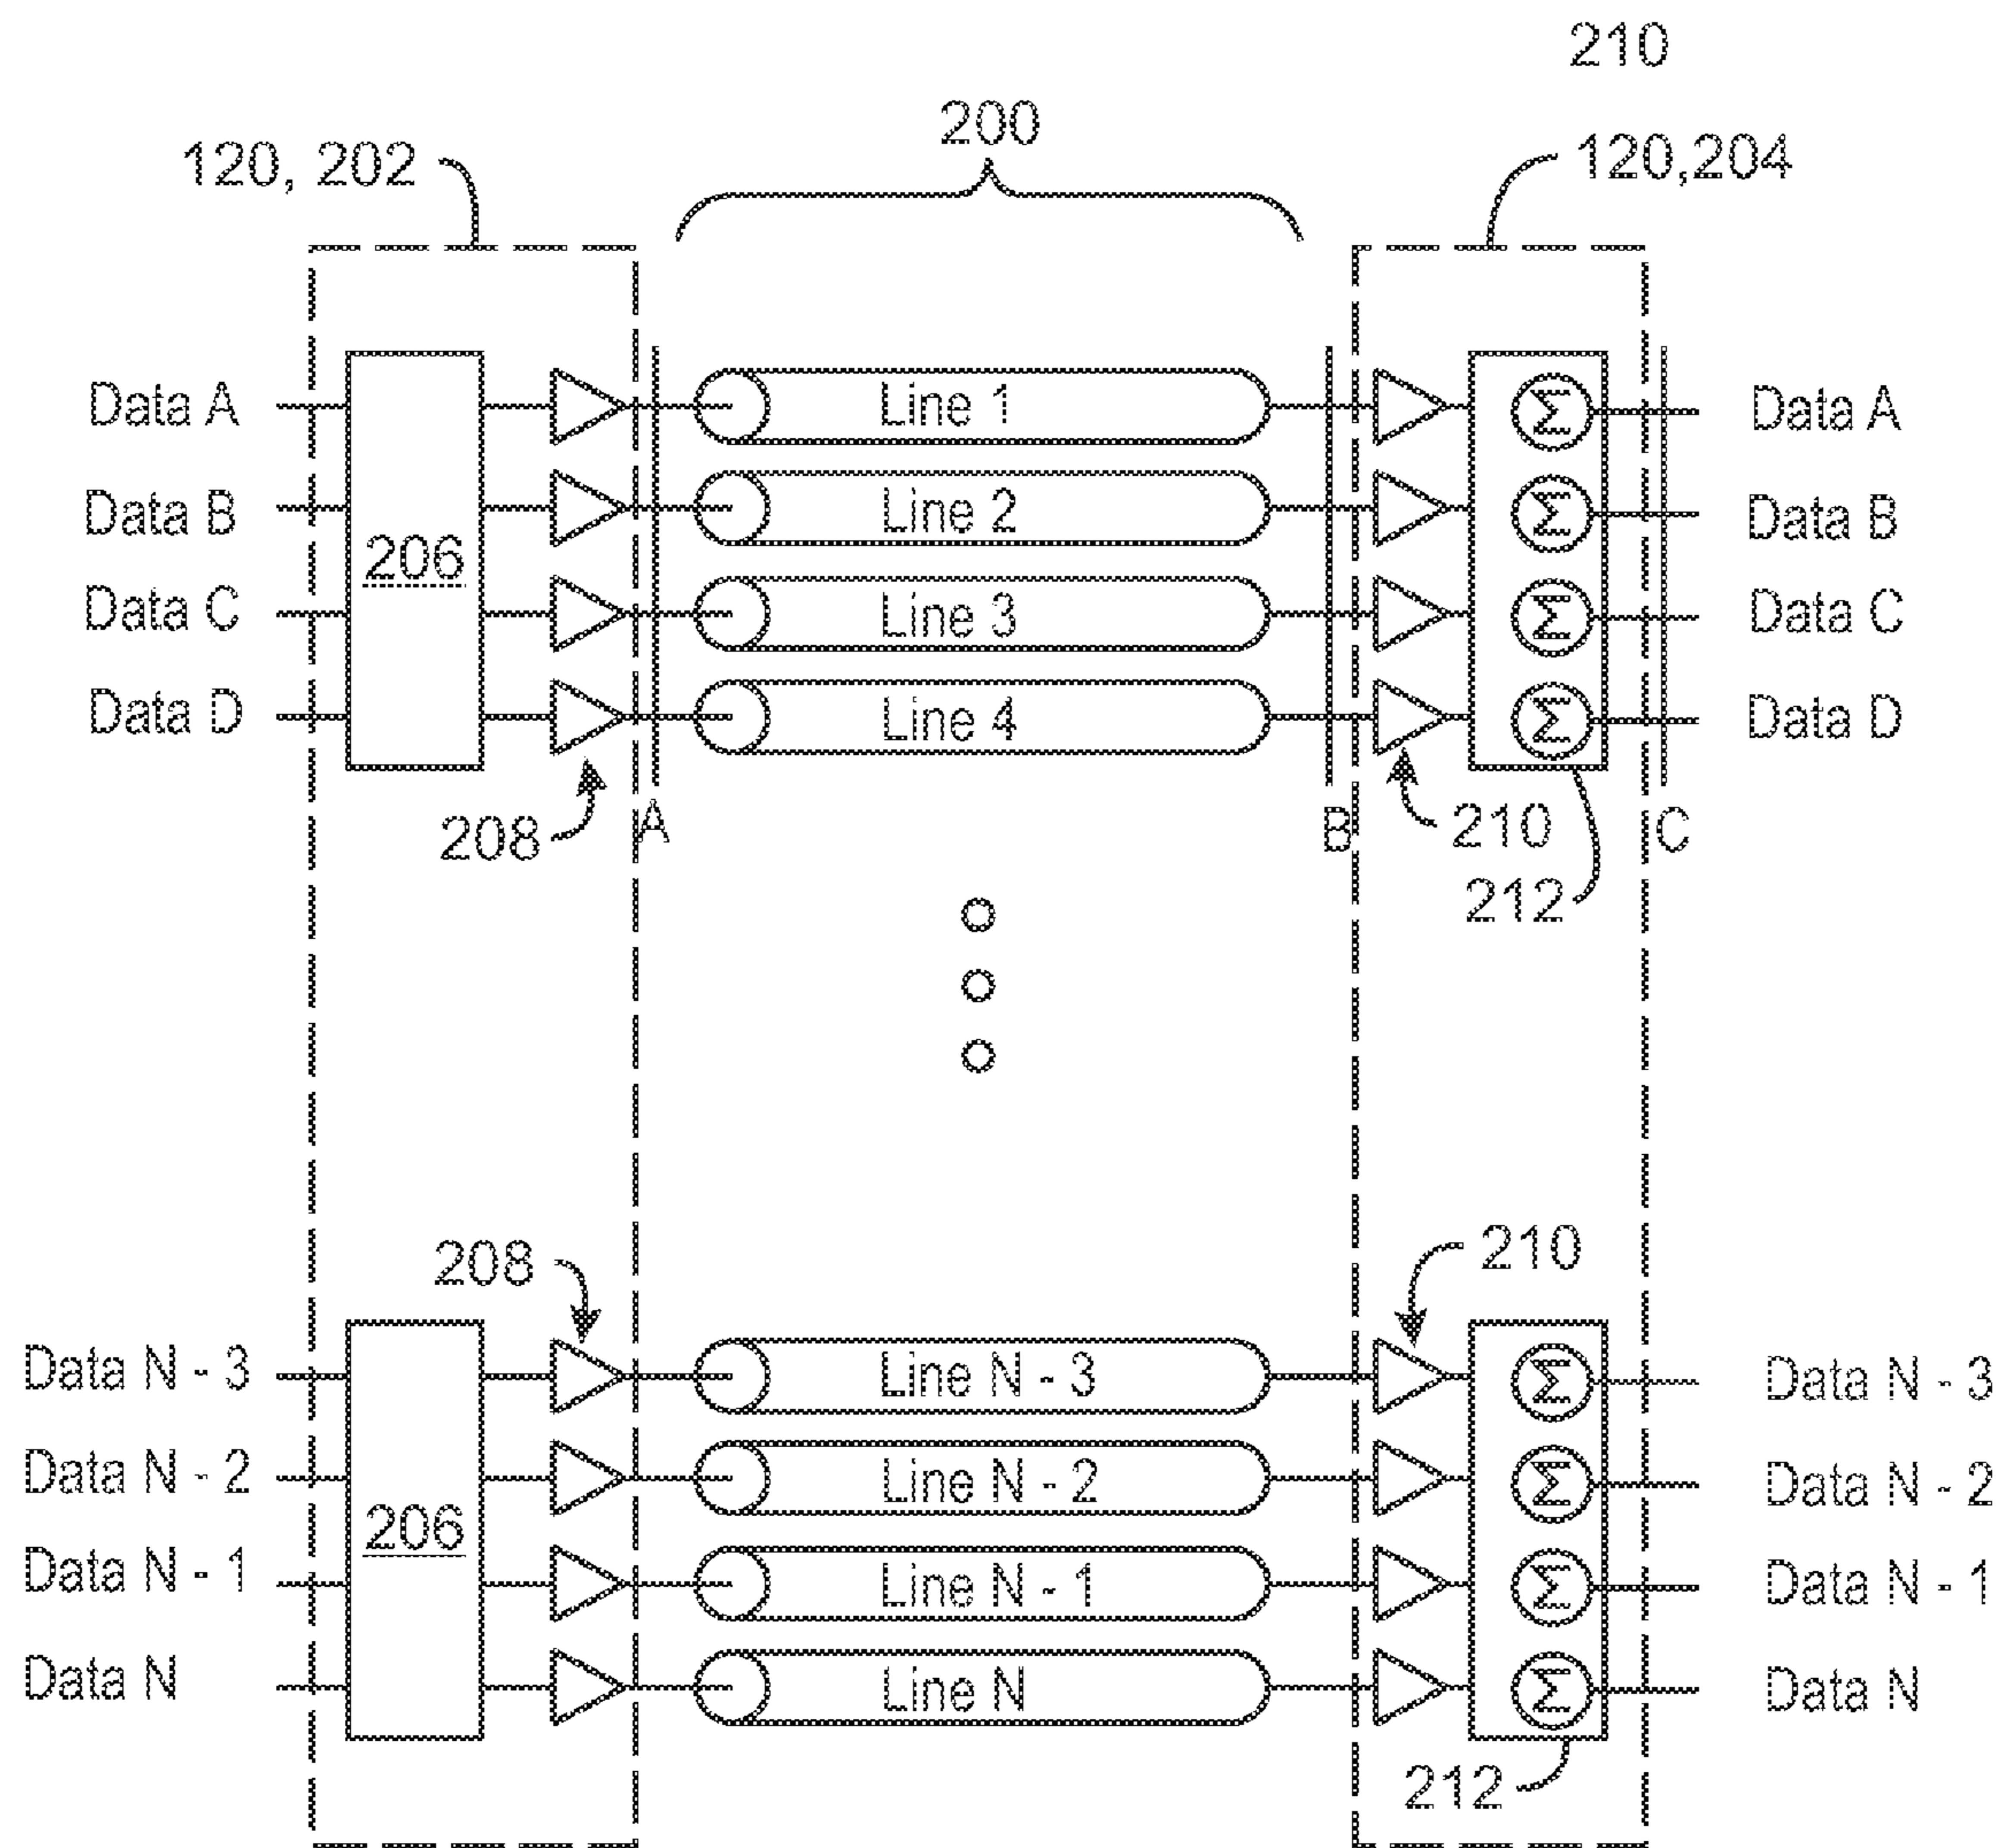 210
200
120, 202
120,204
Data A Line 1 Σ Data A
Data B Line 2 Σ Data B
206
Data C Line 3 Σ Data C
Data D Line 4 Σ Data D
208 A B 210 C
212
208 210
Data N - 3 Line N - 3 Σ Data N - 3
Data N - 2 Line N - 2 Σ Data N - 2
206
Data N - 1 Line N - 1 Σ Data N - 1
Data N Line N Σ Data N
212